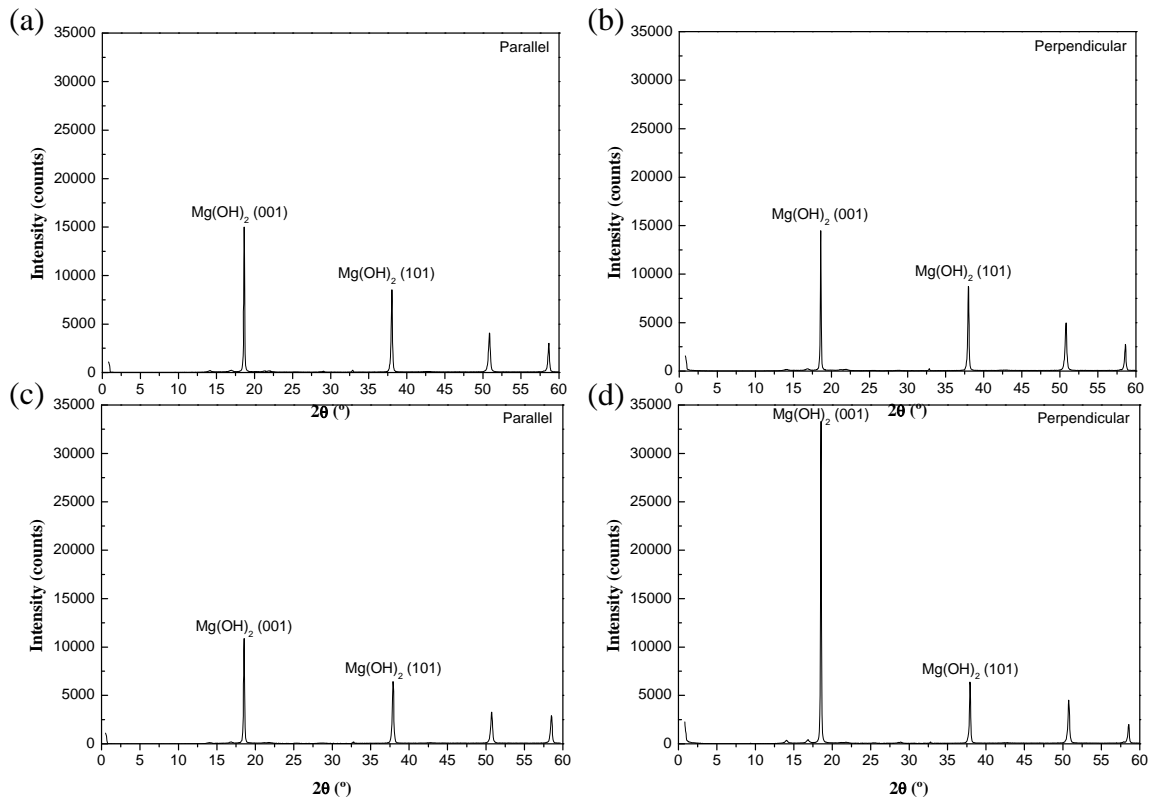 (a)
Parallel
35000
30000
25000
20000
15000
10000
5000
0
Intensity (counts)
Mg(OH)₂ (001)
Mg(OH)₂ (101)
0 5 10 15 20 25 30 35 40 45 50 55 60
2θ (º)
(b)
Perpendicular
35000
30000
25000
20000
15000
10000
5000
0
Intensity (counts)
Mg(OH)₂ (001)
Mg(OH)₂ (101)
0 5 10 15 20 25 30 35 40 45 50 55 60
2θ (º)
(c)
Parallel
35000
30000
25000
20000
15000
10000
5000
0
Intensity (counts)
Mg(OH)₂ (001)
Mg(OH)₂ (101)
0 5 10 15 20 25 30 35 40 45 50 55 60
2θ (º)
(d)
Perpendicular
35000
30000
25000
20000
15000
10000
5000
0
Intensity (counts)
Mg(OH)₂ (001)
Mg(OH)₂ (101)
0 5 10 15 20 25 30 35 40 45 50 55 60
2θ (º)